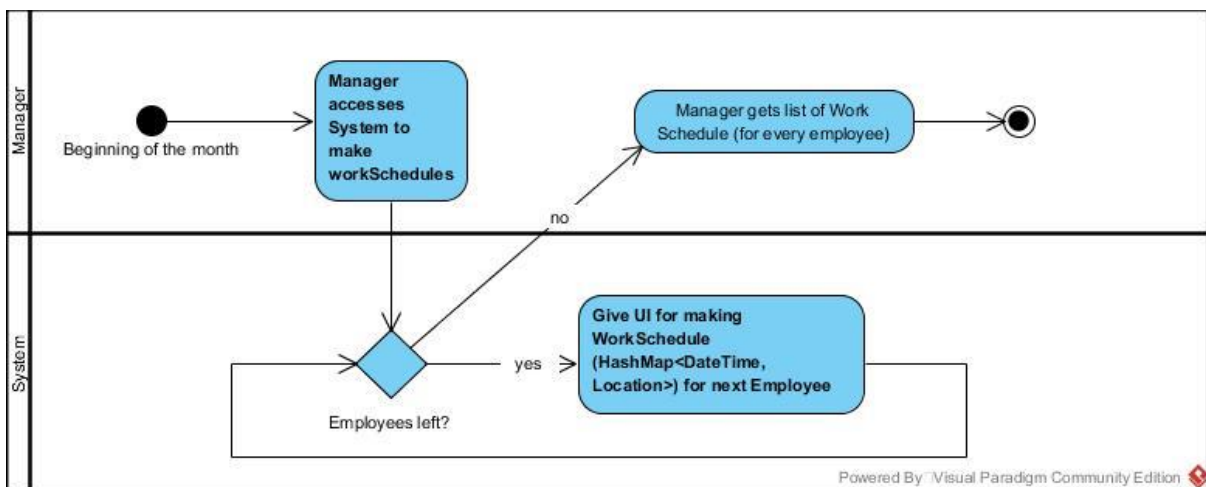 Manager
Manager
accesses
System to
make
workSchedules
Manager gets list of Work
Schedule (for every employee)
Beginning of the month
no
System
Give UI for making
WorkSchedule
(HashMap<DateTime,
Location>) for next Employee
yes
Employees left?
Powered By Visual Paradigm Community Edition